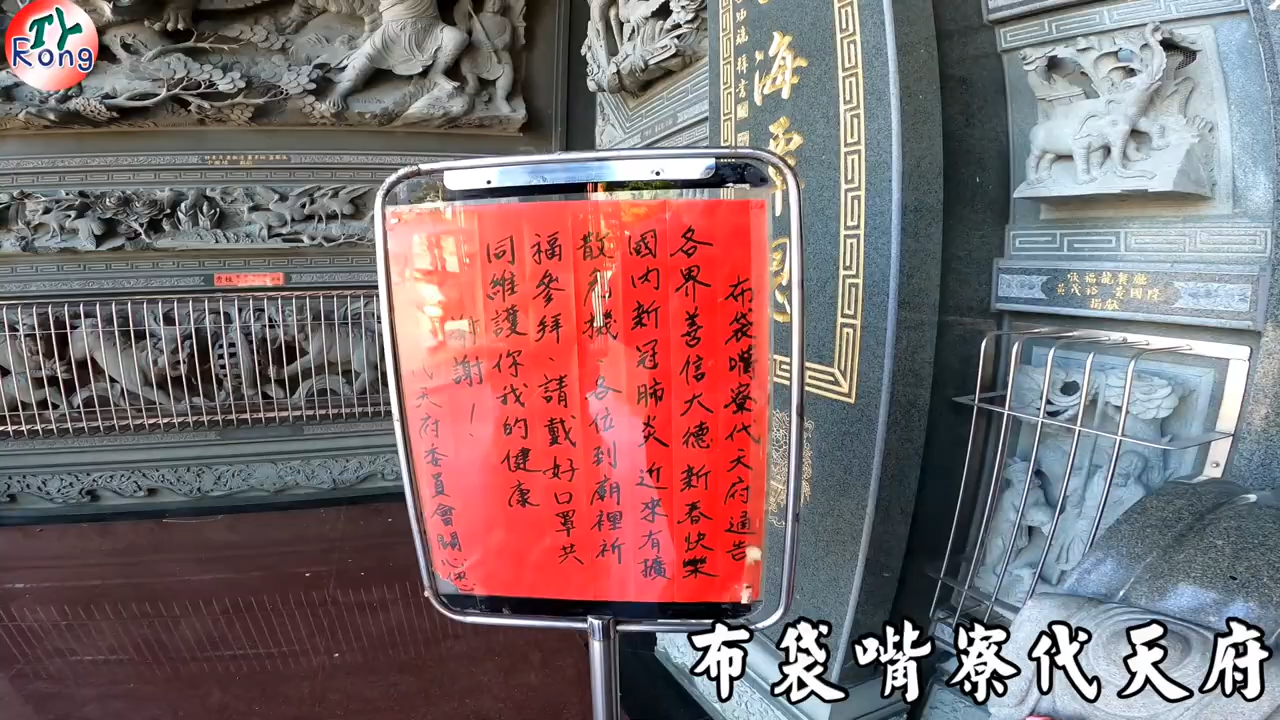 TY
Rong
布袋嘴寮代天府通告
各界善信大德新春快樂
國內新冠肺炎近來有擴
散危機、各位到廟裡祈
福參拜、請戴好口罩共
同維護你我的健康
謝謝！
代天府委員會關心您
海
布袋嘴寮代天府